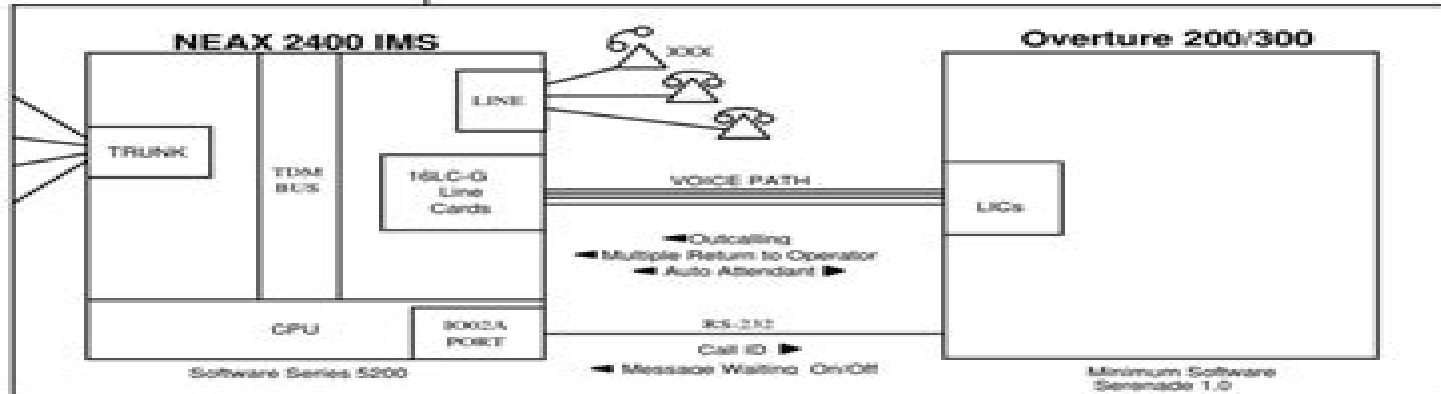 NEAX 2400 IMS
Overture 200/300
XXX
LINE
TRUNK
TDM
BUS
16LC-G
Line
Cards
VOICE PATH
LICs
◄Outcalling
◄Multiple Return to Operator
◄ Auto Attendant ►
CPU
IO02A
PORT
RS-232
Call ID ►
◄ Message Waiting On/Off
Software Series 5200
Minimum Software
Serenade 1.0